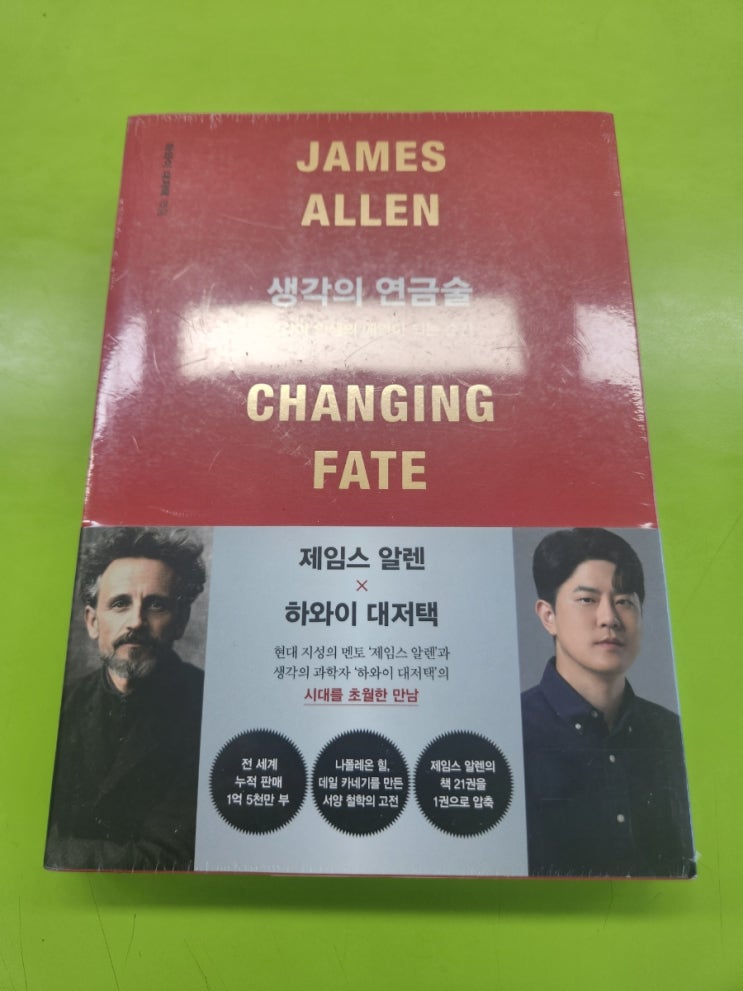 JAMES
ALLEN
생각의 연금술
CHANGING
FATE
제임스 알렌
×
하와이 대저택
현대 지성의 멘토 '제임스 알렌'과
생각의 과학자 '하와이 대저택'의
시대를 초월한 만남
전 세계
누적 판매
1억 5천만 부
나폴레온 힐,
데일 카네기를 만든
서양 철학의 고전
제임스 알렌의
책 21권을
1권으로 압축